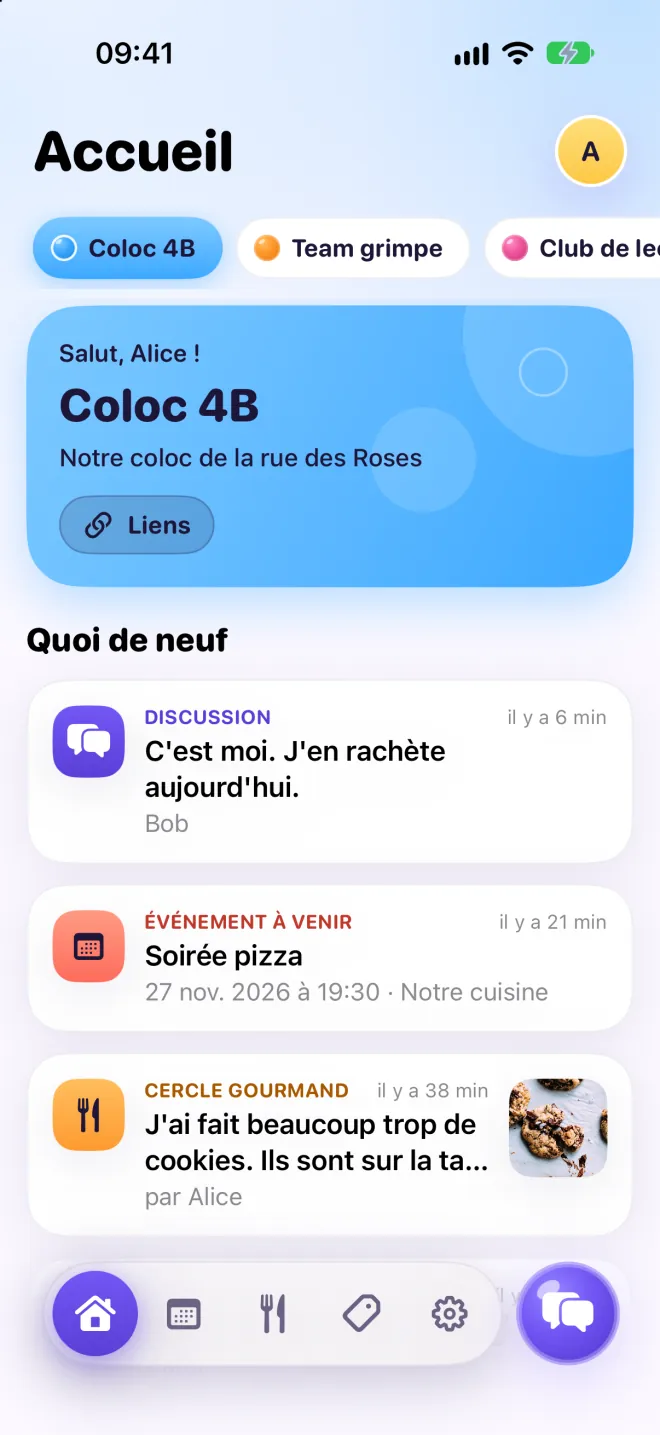 09:41
Accueil
A
Coloc 4B
Team grimpe
Club de
Salut, Alice !
Coloc 4B
Notre coloc de la rue des Roses
Liens
Quoi de neuf
DISCUSSION
il y a 6 min
C'est moi. J'en rachète
aujourd'hui.
Bob
ÉVÉNEMENT À VENIR
il y a 21 min
Soirée pizza
27 nov. 2026 à 19:30 · Notre cuisine
CERCLE GOURMAND
il y a 38 min
J'ai fait beaucoup trop de
cookies. Ils sont sur la ta...
par Alice